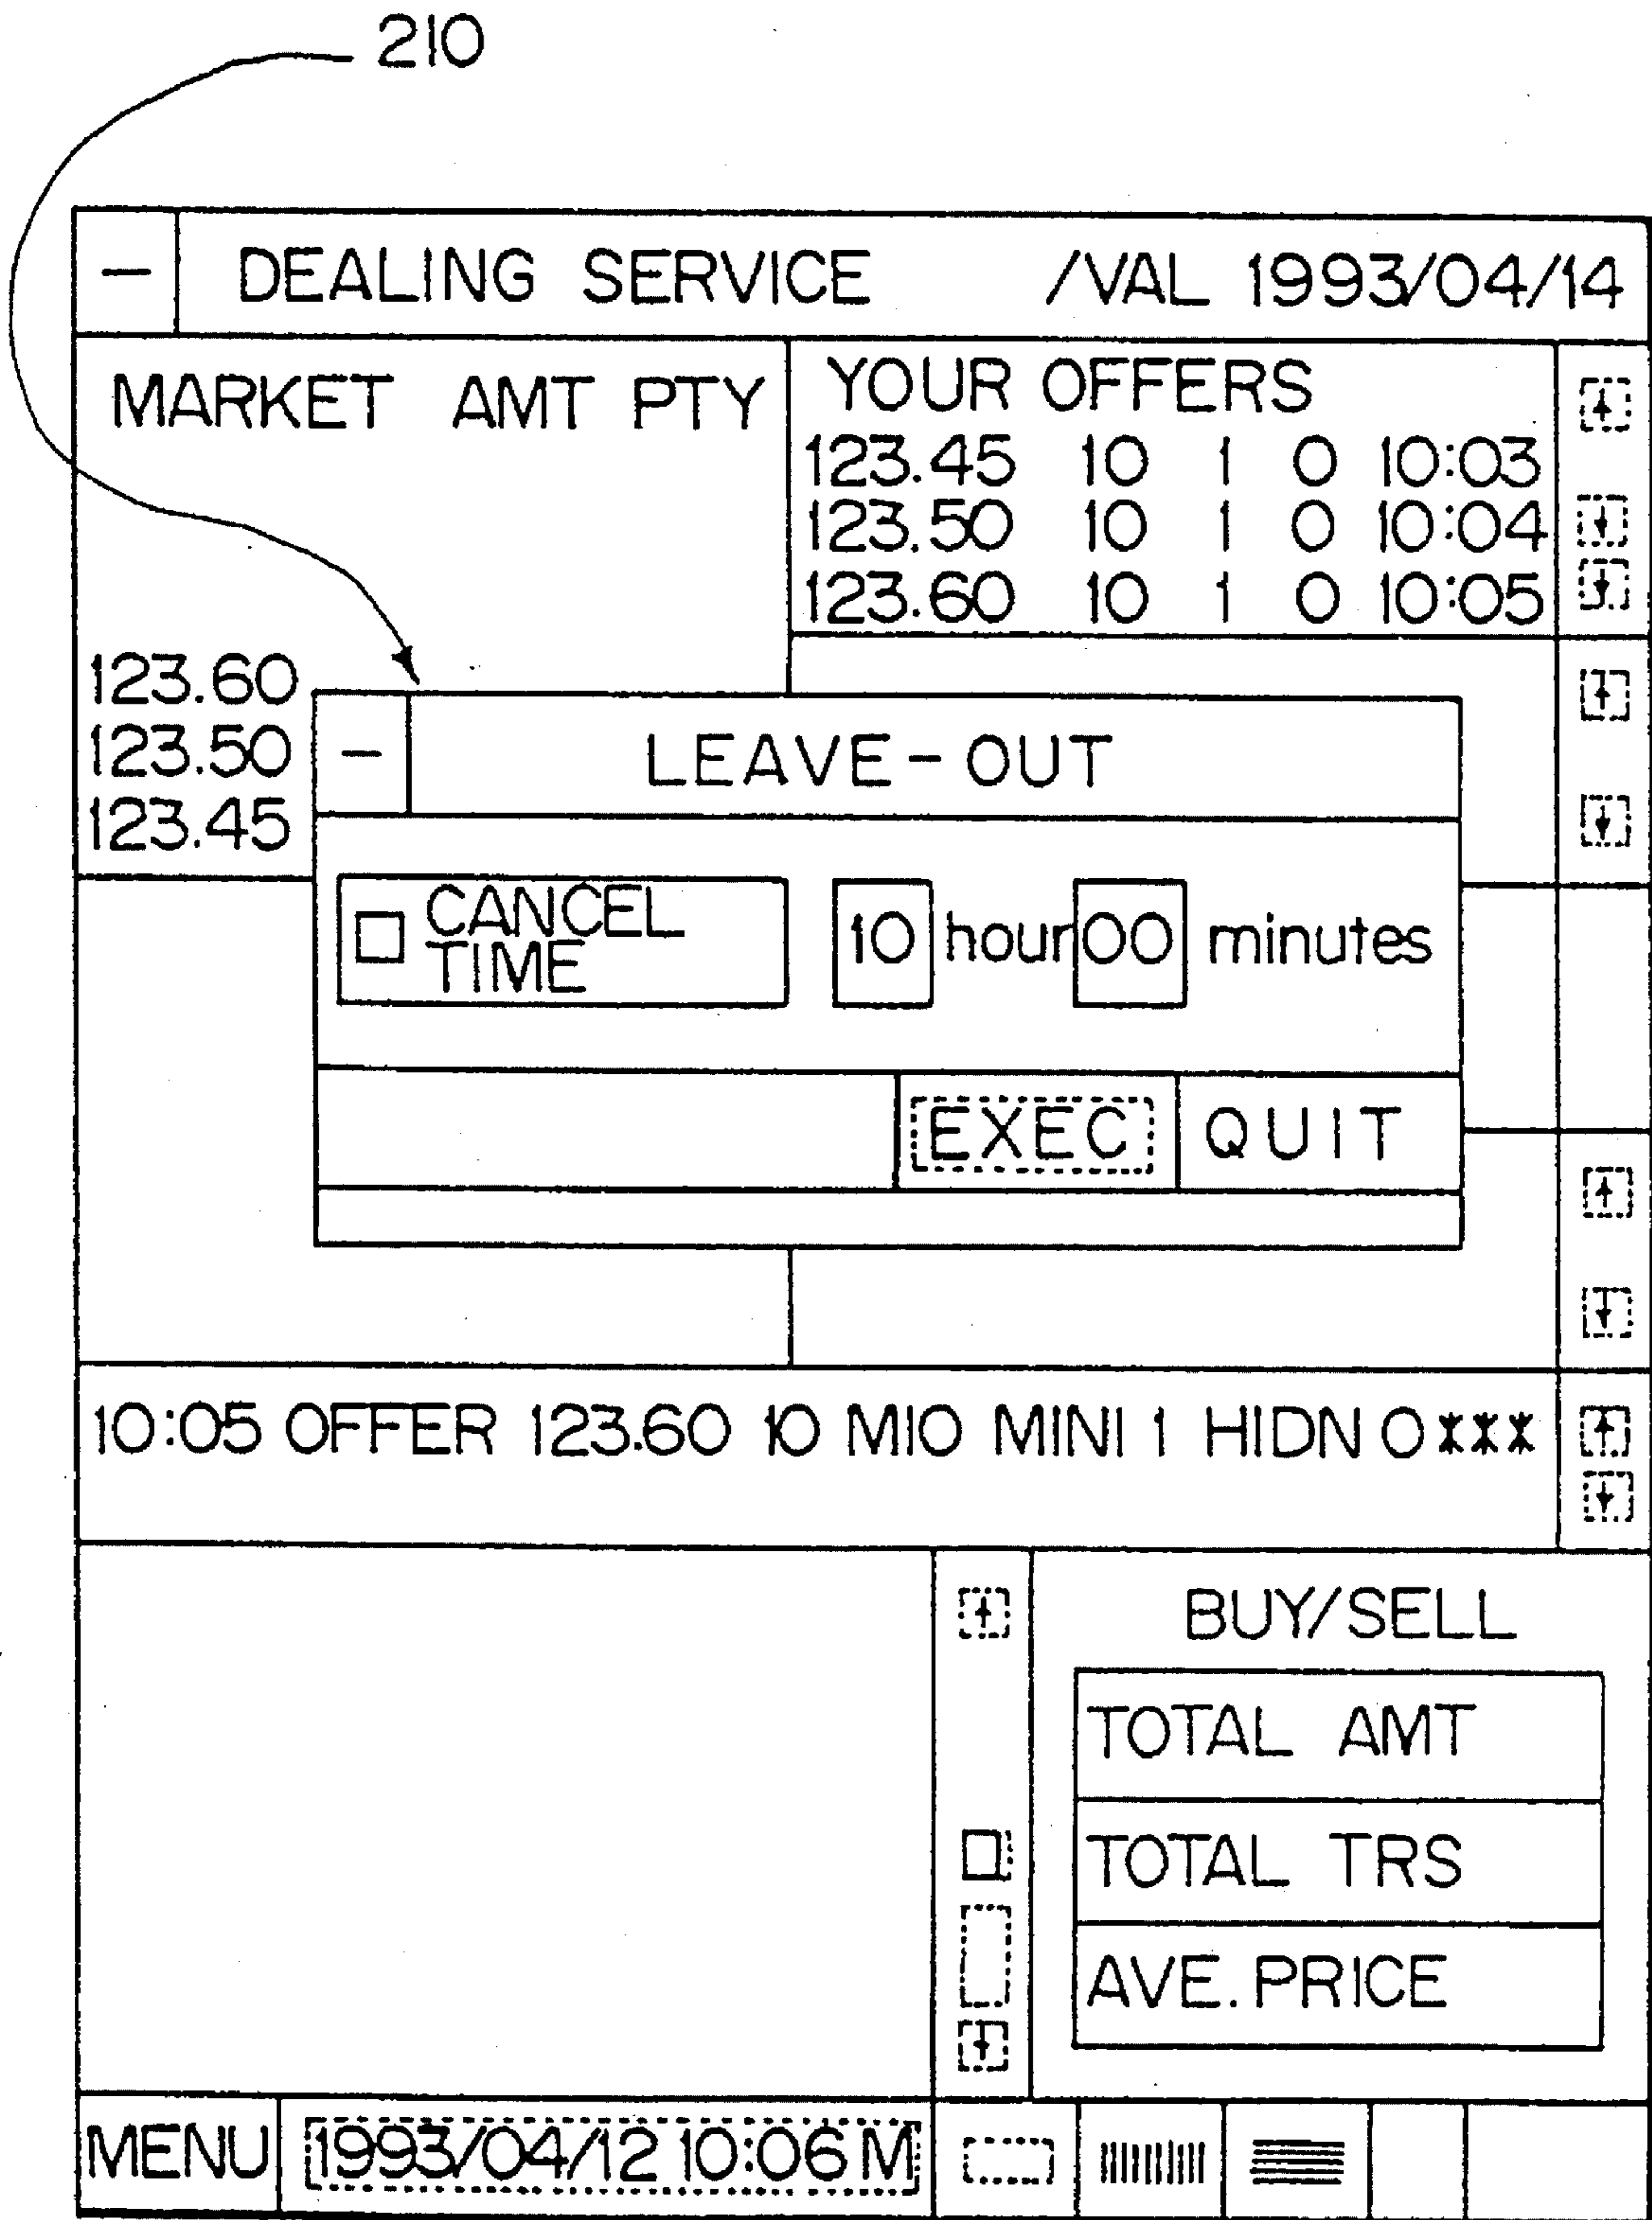 210
— DEALING SERVICE /VAL 1993/04/14
MARKET AMT PTY
YOUR OFFERS
123.45 10 1 0 10:03
123.50 10 1 0 10:04
123.60 10 1 0 10:05
123.60
123.50
123.45
— LEAVE-OUT
CANCEL
TIME
10 hour 00 minutes
EXEC QUIT
10:05 OFFER 123.60 10 MIO MINI 1 HIDN 0 ***
BUY/SELL
TOTAL AMT
TOTAL TRS
AVE. PRICE
MENU 1993/04/12 10:06 M